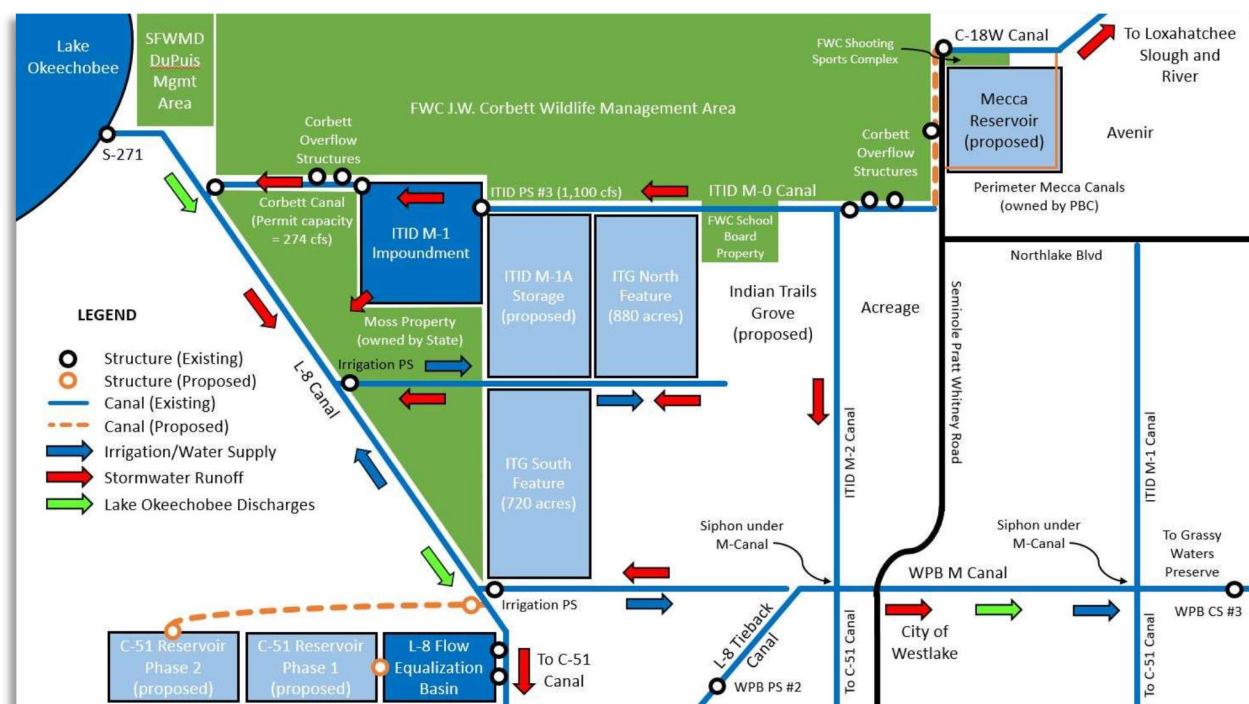 Lake
Okeechobee
SFWMD
DuPuis
Mgmt
Area
S-271
FWC J.W. Corbett Wildlife Management Area
FWC Shooting
Sports Complex
C-18W Canal
To Loxahatchee
Slough and
River
Mecca
Reservoir
(proposed)
Avenir
Perimeter Mecca Canals
(owned by PBC)
Corbett
Overflow
Structures
Corbett
Overflow
Structures
ITID PS #3 (1,100 cfs)
ITID M-0 Canal
Corbett Canal
(Permit capacity
= 274 cfs)
ITID M-1
Impoundment
FWC School
Board
Property
Northlake Blvd
ITID M-1A
Storage
(proposed)
ITG North
Feature
(880 acres)
Indian Trails
Grove
(proposed)
Acreage
Seminole Pratt Whitney Road
Moss Property
(owned by State)
Irrigation PS
L-8 Canal
LEGEND
Structure (Existing)
Structure (Proposed)
Canal (Existing)
Canal (Proposed)
Irrigation/Water Supply
Stormwater Runoff
Lake Okeechobee Discharges
ITG South
Feature
(720 acres)
ITID M-2 Canal
ITID M-1 Canal
Siphon under
M-Canal
Siphon under
M-Canal
To Grassy
Waters
Preserve
WPB M Canal
WPB CS #3
Irrigation PS
C-51 Reservoir
Phase 2
(proposed)
C-51 Reservoir
Phase 1
(proposed)
L-8 Flow
Equalization
Basin
To C-51
Canal
L-8 Tieback
Canal
WPB PS #2
To C-51 Canal
City of
Westlake
To C-51 Canal